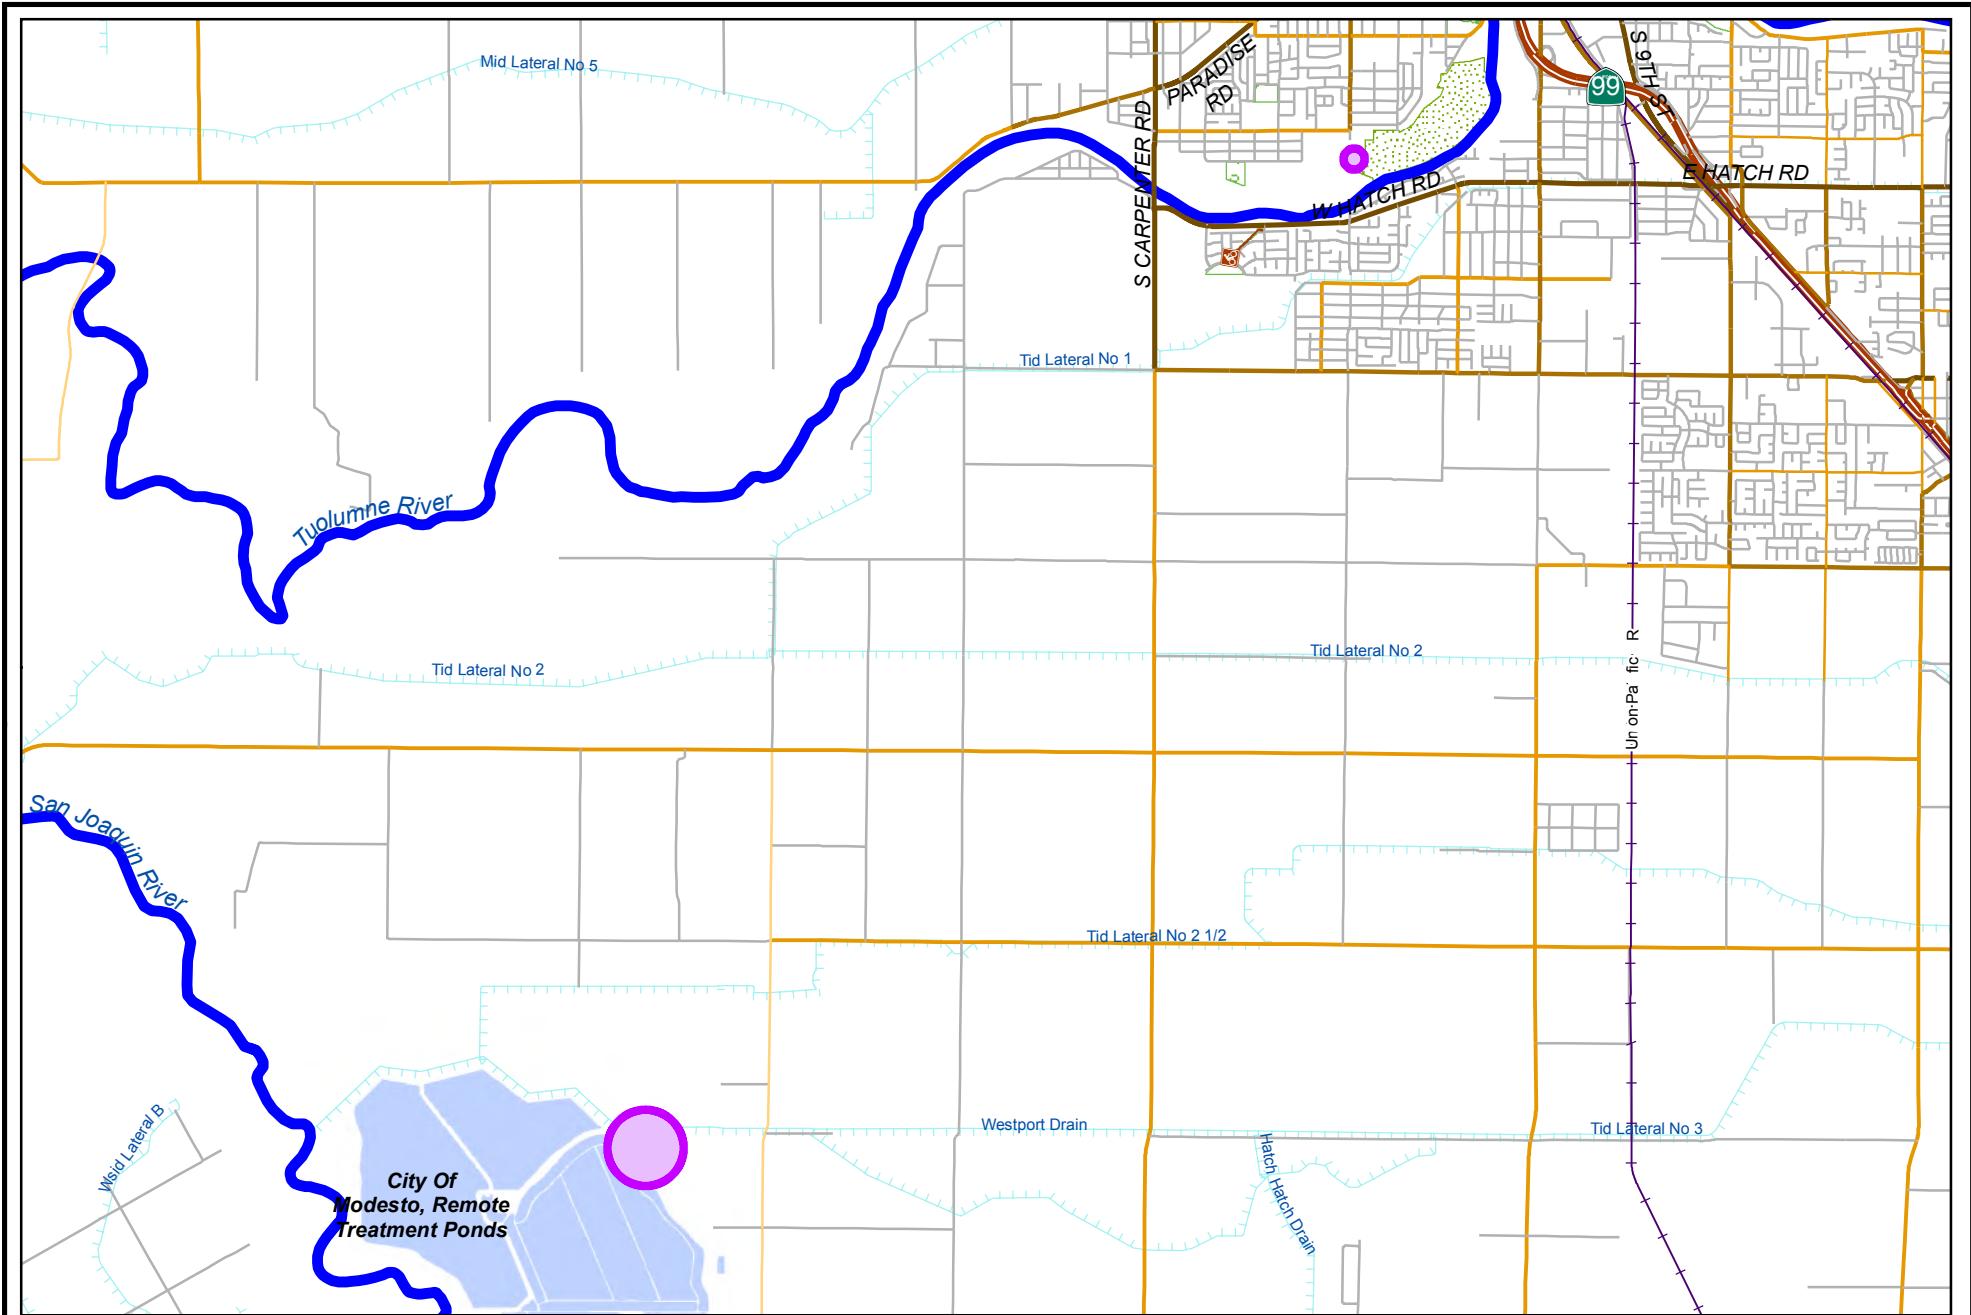 Mid Lateral No 5
PARADISE
RD
S 9TH ST
99
E HATCH RD
S CARPENTER RD
W HATCH RD
Tid Lateral No 1
Tuolumne River
Tid Lateral No 2
Tid Lateral No 2
San Joaquin River
Tid Lateral No 2 1/2
Westport Drain
Tid Lateral No 3
Wsid Lateral B
Hatch Hatch Drain
City Of
Modesto, Remote
Treatment Ponds